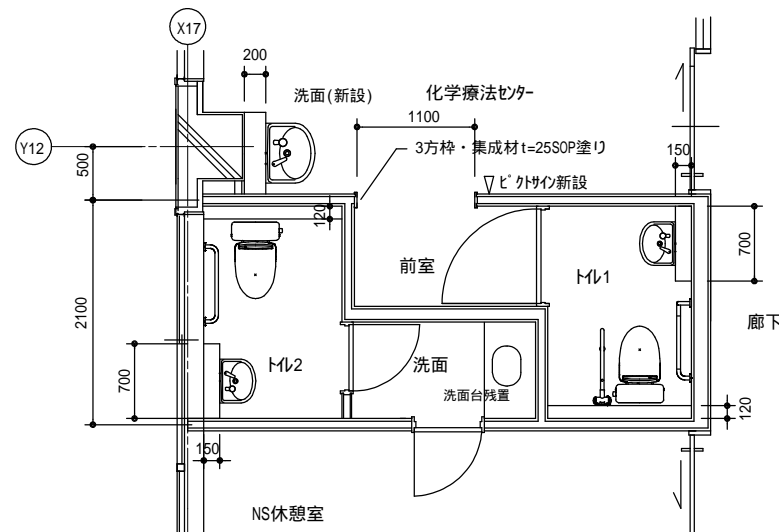 X17
200
洗面(新設)
化学療法ｾﾝﾀｰ
1100
Y12
500
3方枠・集成材t=25SOP塗り
150
ﾋﾟｸﾄｻｲﾝ新設
120
700
前室
ﾄｲﾚ1
廊下
2100
ﾄｲﾚ2
洗面
700
洗面台残置
120
150
NS休憩室